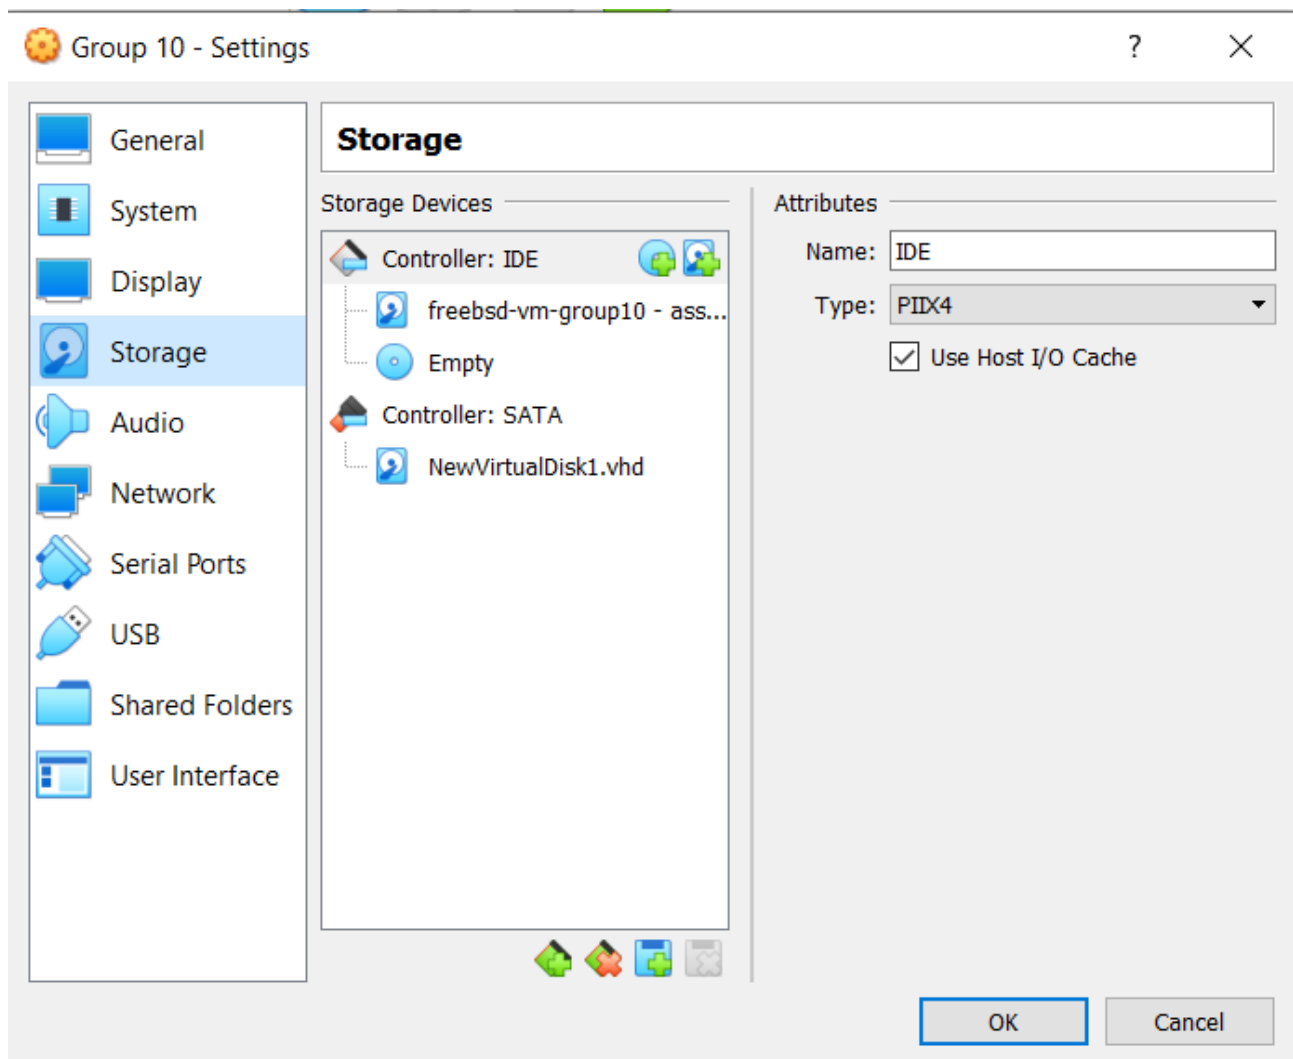 Group 10 - Settings
?
General
System
Display
Storage
Audio
Network
Serial Ports
USB
Shared Folders
User Interface
Storage
Storage Devices
Controller: IDE
freebsd-vm-group10 - ass...
Empty
Controller: SATA
NewVirtualDisk1.vhd
Attributes
Name: IDE
Type: PIIX4
Use Host I/O Cache
OK
Cancel